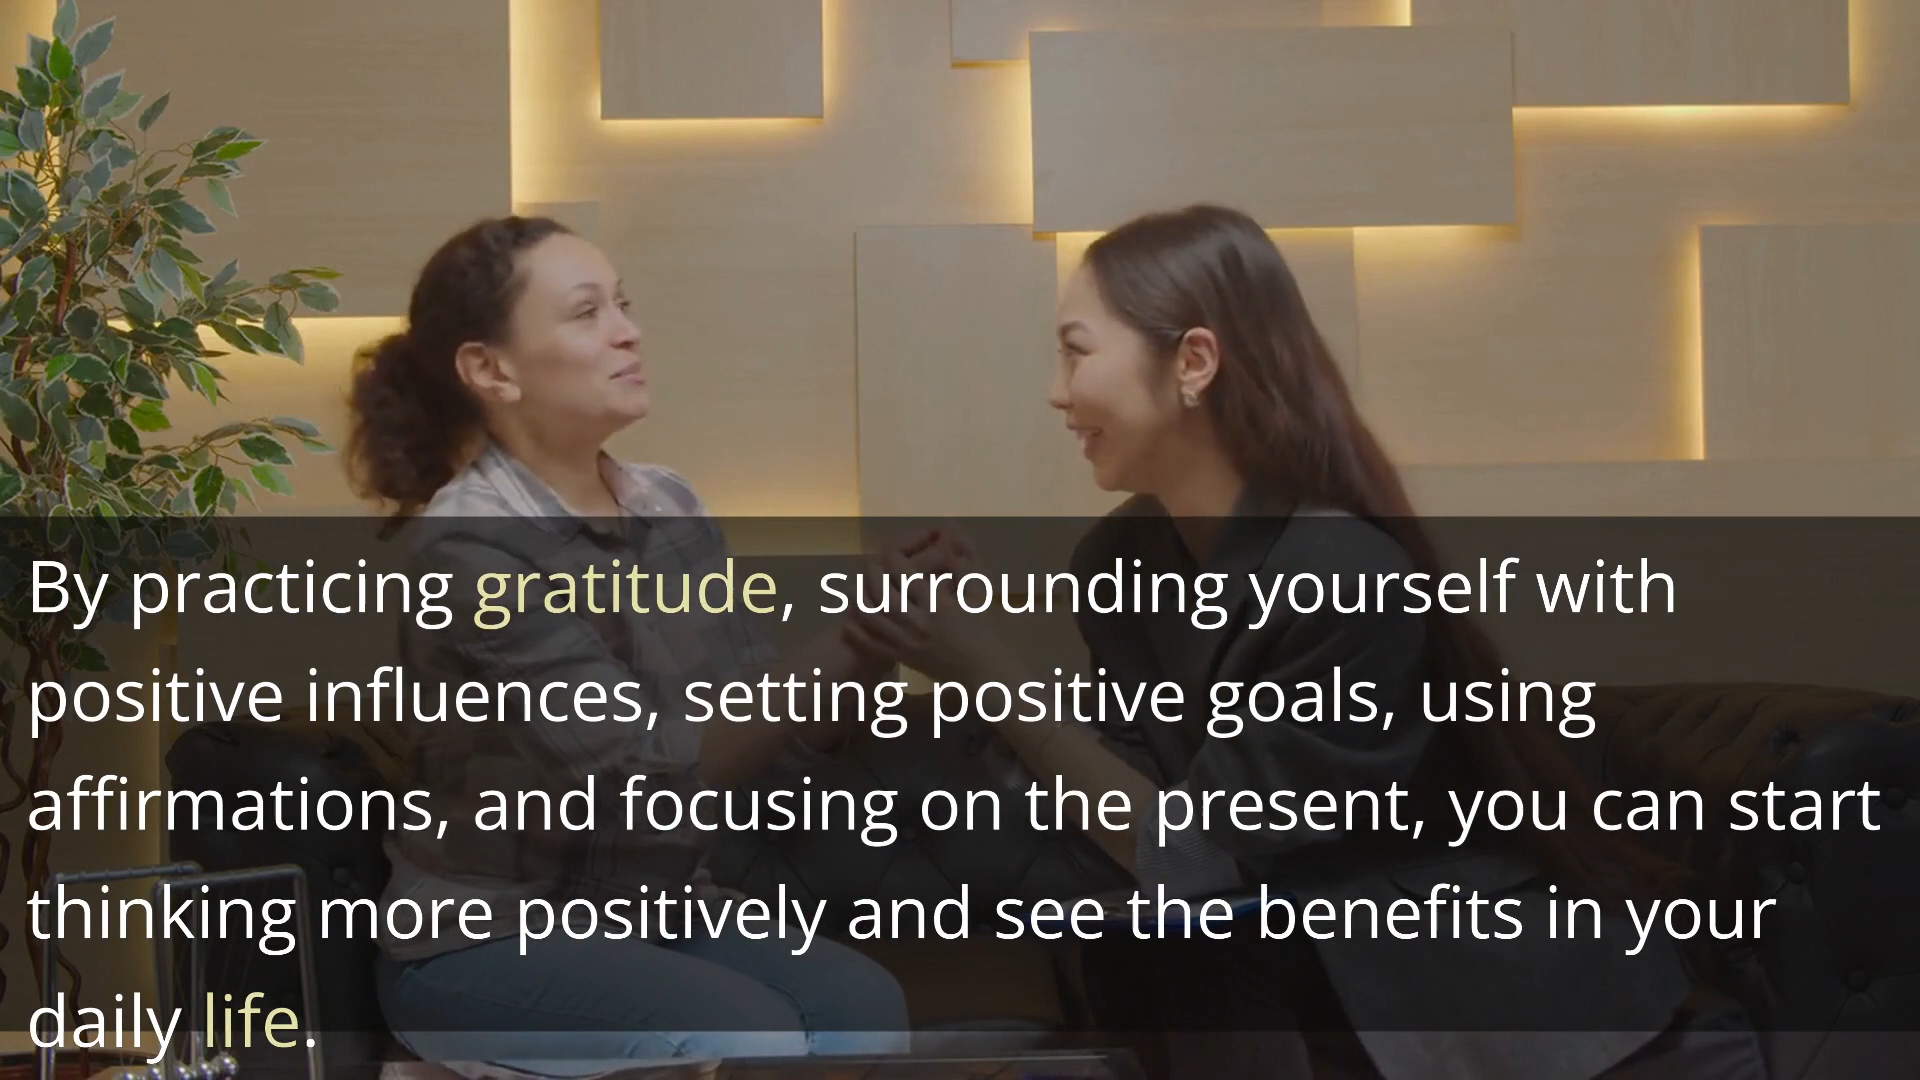 By practicing gratitude, surrounding yourself with
positive influences, setting positive goals, using
affirmations, and focusing on the present, you can start
thinking more positively and see the benefits in your
daily life.